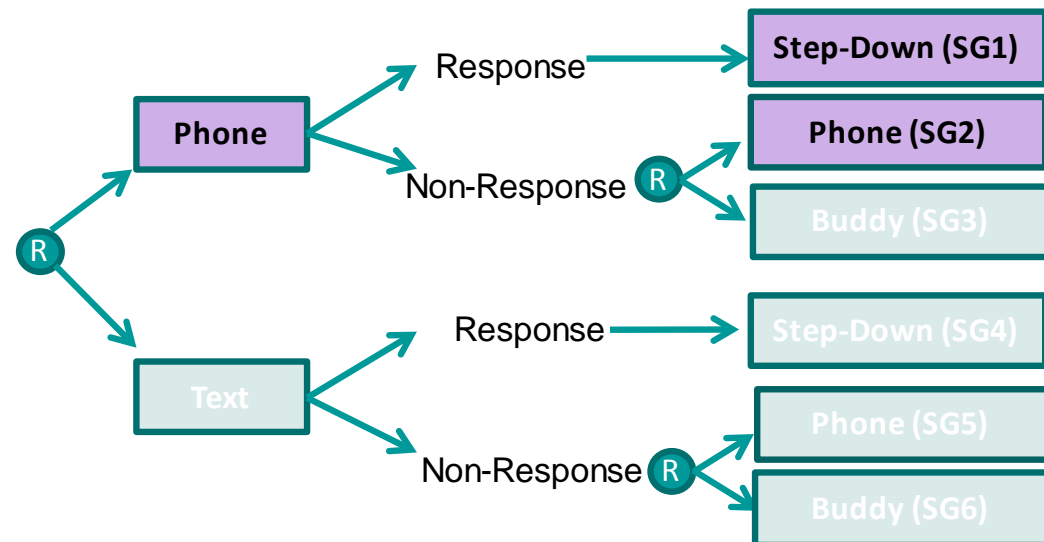 Response
Step-Down (SG1)
Phone
Non-Response
R
Phone (SG2)
Buddy (SG3)
R
Response
Step-Down (SG4)
Text
Non-Response
R
Phone (SG5)
Buddy (SG6)